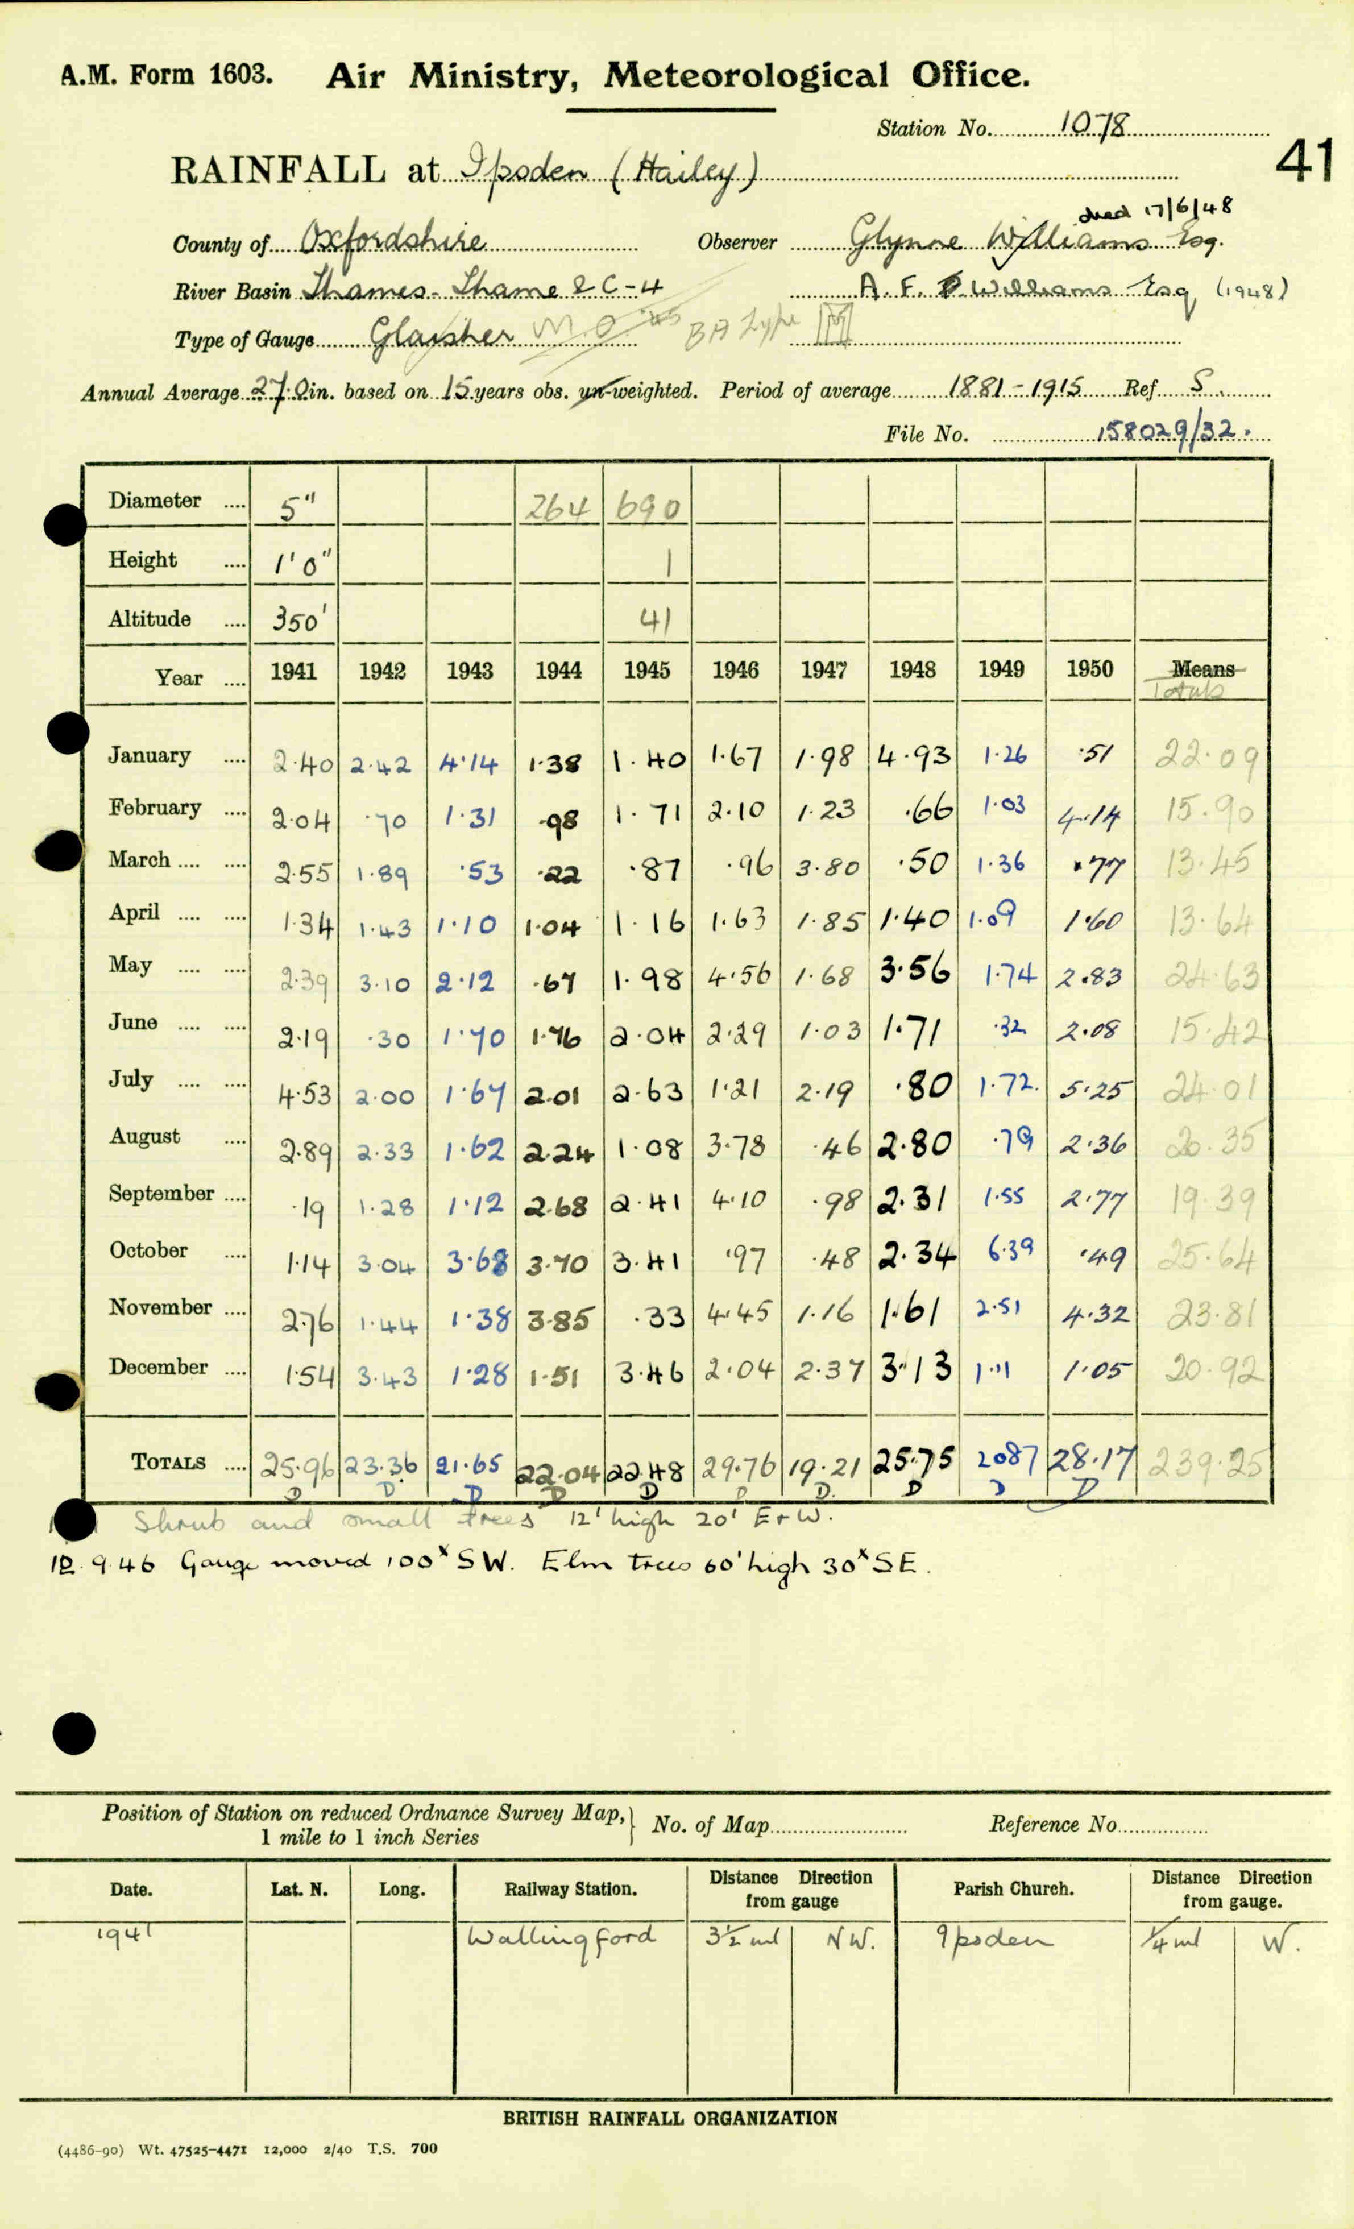 A.M. Form 1603. Air Ministry, Meteorological Office.
Station No. 1078
41
RAINFALL at Ipsden (Hailey)
died 17/6/48
County of Oxfordshire Observer Glynne Williams Esq.
River Basin Thames - Thame & C-4 A. F. Williams Esq (1948)
Type of Gauge Glaisher M.O '45 BA Type M
Annual Average 27.0 in. based on 15 years obs. un-weighted. Period of average 1881-1915 Ref S.
File No. 158029/32.
Diameter .... 5" 264 690
Height .... 1'0" 1
Altitude .... 350' 41
Year .... 1941 1942 1943 1944 1945 1946 1947 1948 1949 1950 Means
Totals
January .... 2.40 2.42 4.14 1.38 1.40 1.67 1.98 4.93 1.26 .51 22.09
February .... 2.04 .70 1.31 .98 1.71 2.10 1.23 .66 1.03 4.14 15.90
March .... .... 2.55 1.89 .53 .22 .87 .96 3.80 .50 1.36 .77 13.45
April .... .... 1.34 1.43 1.10 1.04 1.16 1.63 1.85 1.40 1.09 1.60 13.64
May .... .... 2.39 3.10 2.12 .67 1.98 4.56 1.68 3.56 1.74 2.83 24.63
June .... .... 2.19 .30 1.70 1.76 2.04 2.29 1.03 1.71 .32 2.08 15.42
July .... .... 4.53 2.00 1.67 2.01 2.63 1.21 2.19 .80 1.72. 5.25 24.01
August .... 2.89 2.33 1.62 2.24 1.08 3.78 .46 2.80 .79 2.36 20.35
September .... .19 1.28 1.12 2.68 2.41 4.10 .98 2.31 1.55 2.77 19.39
October .... 1.14 3.04 3.68 3.70 3.41 .97 .48 2.34 6.39 .49 25.64
November .... 2.76 1.44 1.38 3.85 .33 4.45 1.16 1.61 2.51 4.32 23.81
December .... 1.54 3.43 1.28 1.51 3.46 2.04 2.37 3.13 1.11 1.05 20.92
TOTALS .... 25.96 23.36 21.65 22.04 22.48 29.76 19.21 25.75 20.87 28.17 239.25
D D D D D D D D D D
Shrub and small trees 12' high 20' E + W.
12.9.46 Gauge moved 100ˣ SW. Elm trees 60' high 30ˣ SE.
Position of Station on reduced Ordnance Survey Map, 1 mile to 1 inch Series } No. of Map Reference No.
Date. Lat. N. Long. Railway Station. Distance from gauge Direction Parish Church. Distance from gauge. Direction
1941 Wallingford 3½ ml NW. Ipsden ¼ ml W.
BRITISH RAINFALL ORGANIZATION
(4486-90) Wt. 47525-4471 12,000 2/40 T.S. 700